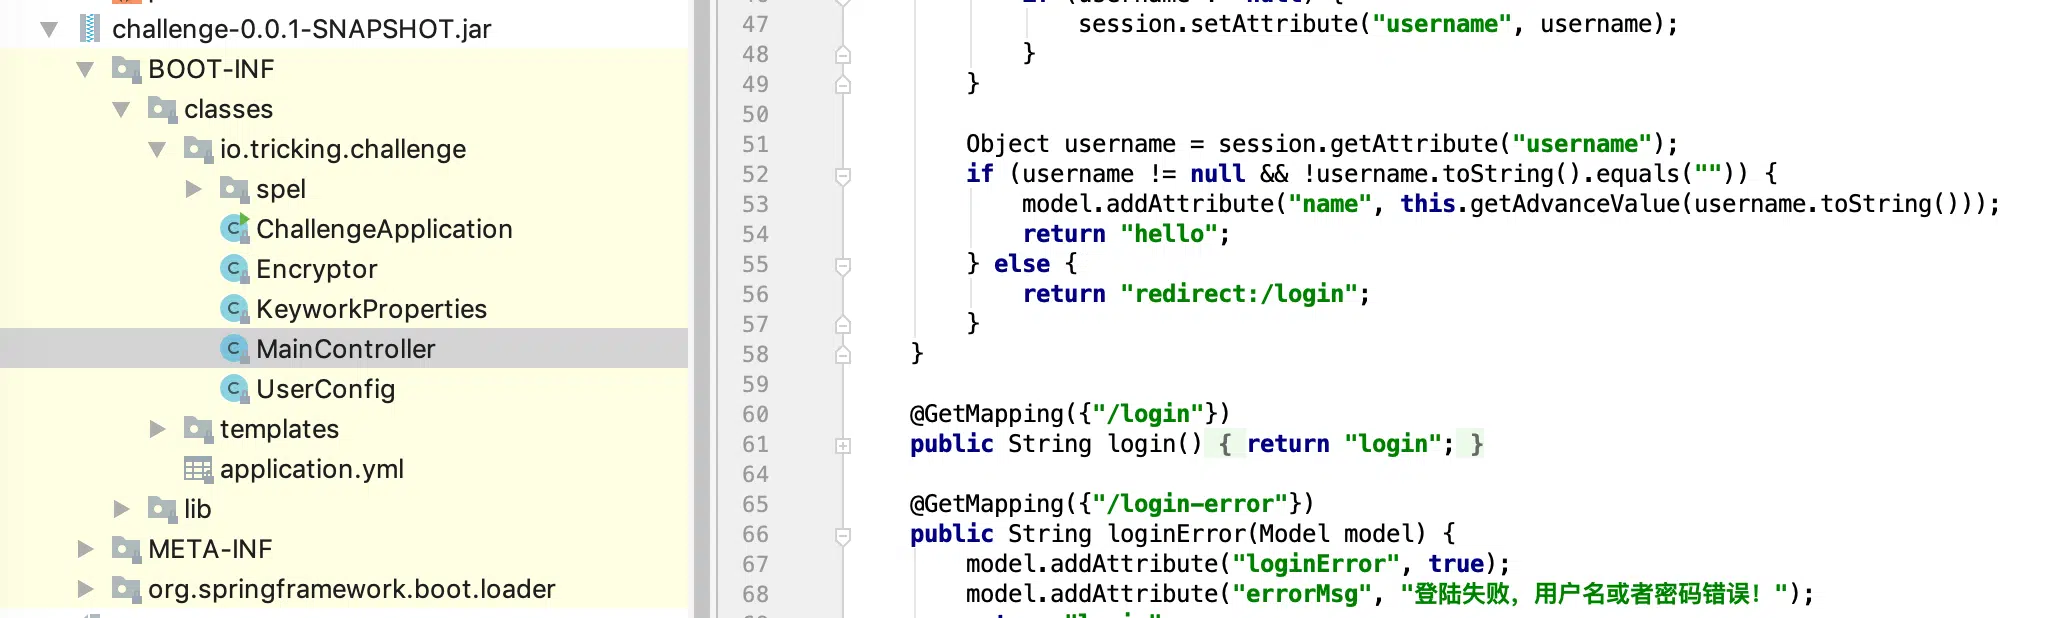 challenge-0.0.1-SNAPSHOT.jar
BOOT-INF
classes
io.tricking.challenge
spel
ChallengeApplication
Encryptor
KeyworkProperties
MainController
UserConfig
templates
application.yml
lib
META-INF
org.springframework.boot.loader
47 session.setAttribute("username", username);
48 }
49 }
50
51 Object username = session.getAttribute("username");
52 if (username != null && !username.toString().equals("")) {
53 model.addAttribute("name", this.getAdvanceValue(username.toString()));
54 return "hello";
55 } else {
56 return "redirect:/login";
57 }
58 }
59
60 @GetMapping({"/login"})
61 public String login() { return "login"; }
64
65 @GetMapping({"/login-error"})
66 public String loginError(Model model) {
67 model.addAttribute("loginError", true);
68 model.addAttribute("errorMsg", "登陆失败，用户名或者密码错误！");